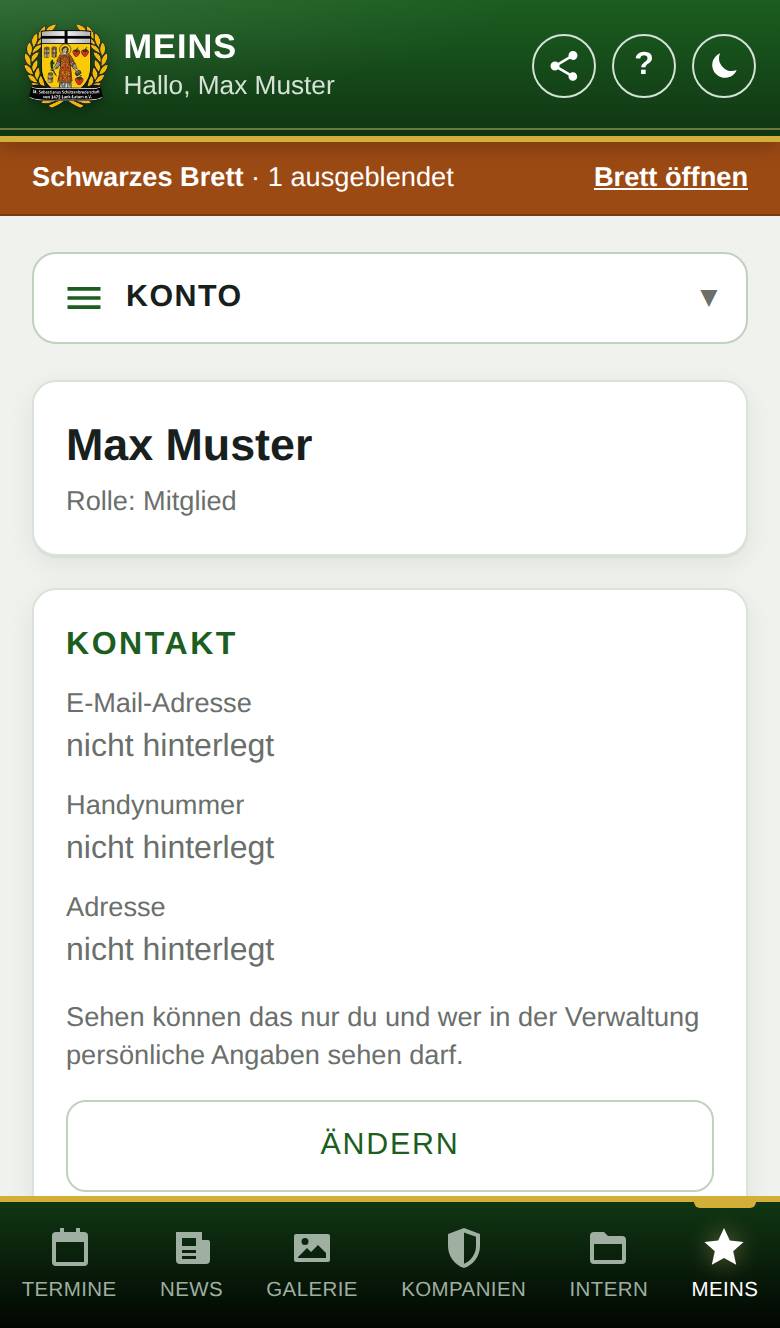 MEINS
Hallo, Max Muster
?
Schwarzes Brett · 1 ausgeblendet
Brett öffnen
KONTO
Max Muster
Rolle: Mitglied
KONTAKT
E-Mail-Adresse
nicht hinterlegt
Handynummer
nicht hinterlegt
Adresse
nicht hinterlegt
Sehen können das nur du und wer in der Verwaltung
persönliche Angaben sehen darf.
ÄNDERN
TERMINE
NEWS
GALERIE
KOMPANIEN
INTERN
MEINS